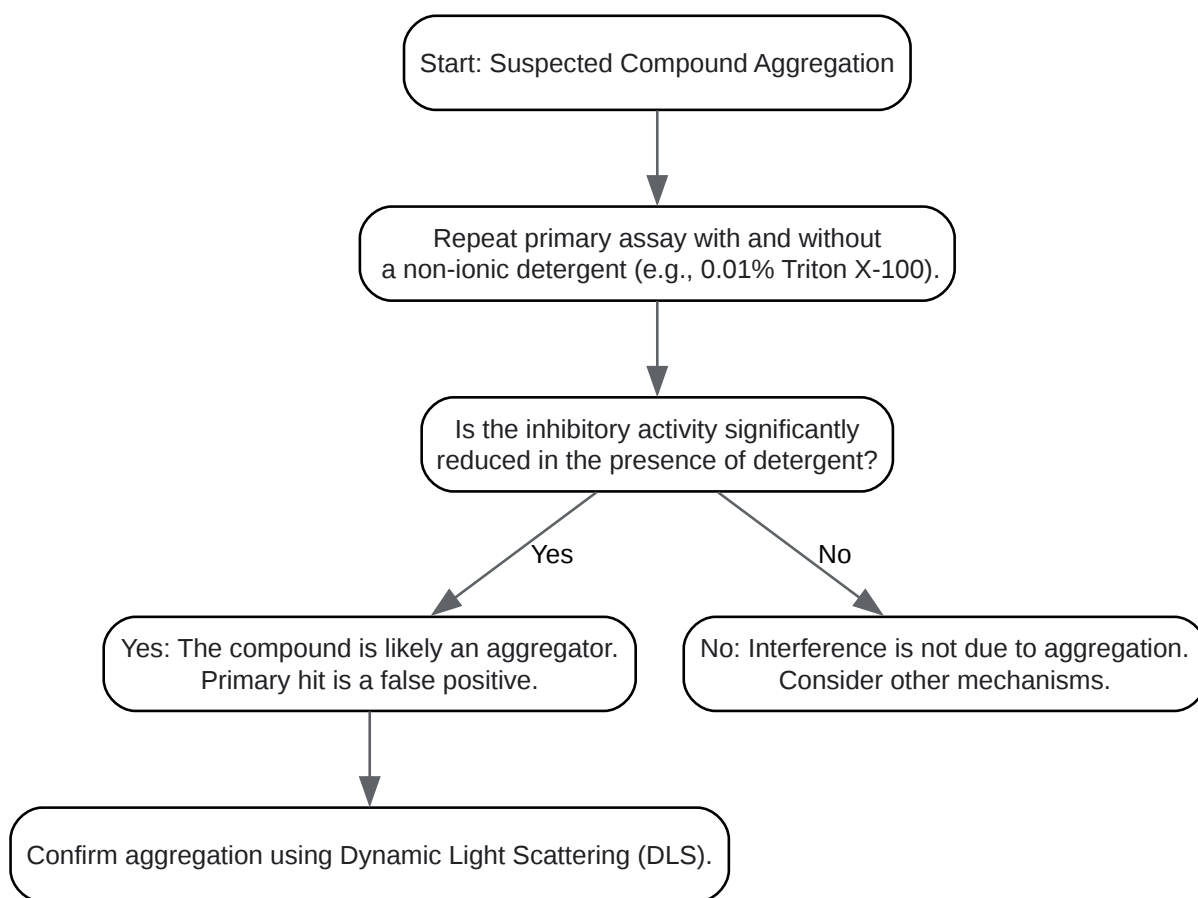 Start: Suspected Compound Aggregation
Repeat primary assay with and without
a non-ionic detergent (e.g., 0.01% Triton X-100).
Is the inhibitory activity significantly
reduced in the presence of detergent?
Yes
No
Yes: The compound is likely an aggregator.
Primary hit is a false positive.
No: Interference is not due to aggregation.
Consider other mechanisms.
Confirm aggregation using Dynamic Light Scattering (DLS).